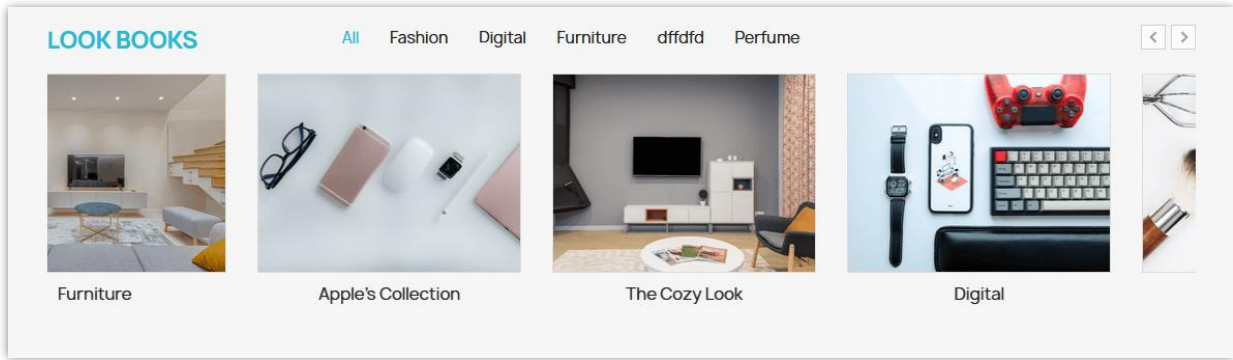 LOOK BOOKS
All Fashion Digital Furniture dffdfd Perfume
Furniture Apple's Collection The Cozy Look Digital